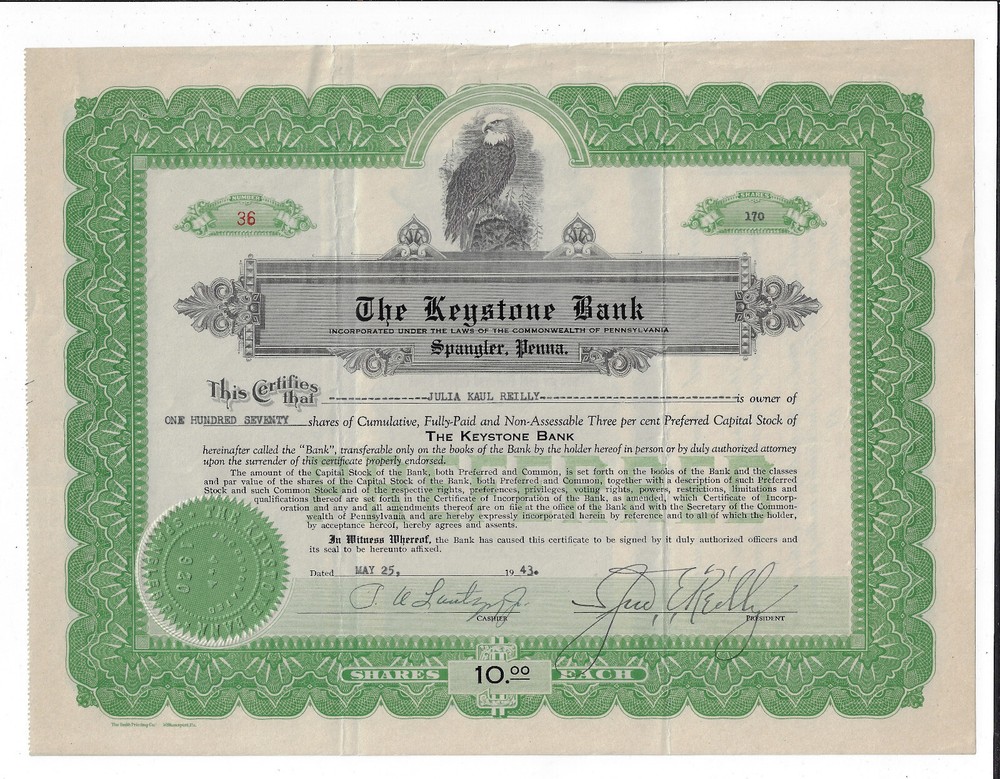 NUMBER
36
SHARES
170
The Keystone Bank
INCORPORATED UNDER THE LAWS OF THE COMMONWEALTH OF PENNSYLVANIA
Spangler, Penna.
This Certifies that JULIA KAUL REILLY is owner of
ONE HUNDRED SEVENTY shares of Cumulative, Fully-Paid and Non-Assessable Three per cent Preferred Capital Stock of
THE KEYSTONE BANK
hereinafter called the "Bank", transferable only on the books of the Bank by the holder hereof in person or by duly authorized attorney
upon the surrender of this certificate properly endorsed.
The amount of the Capital Stock of the Bank, both Preferred and Common, is set forth on the books of the Bank and the classes
and par value of the shares of the Capital Stock of the Bank, both Preferred and Common, together with a description of such Preferred
Stock and such Common Stock and of the respective rights, preferences, privileges, voting rights, powers, restrictions, limitations and
qualifications thereof are set forth in the Certificate of Incorporation of the Bank, as amended, which Certificate of Incorp-
oration and any and all amendments thereof are on file at the office of the Bank and with the Secretary of the Common-
wealth of Pennsylvania and are hereby expressly incorporated herein by reference and to all of which the holder,
by acceptance hereof, hereby agrees and assents.
In Witness Whereof, the Bank has caused this certificate to be signed by it duly authorized officers and
its seal to be hereunto affixed.
Dated MAY 25, 1943.
CASHIER
PRESIDENT
KEYSTONE BANK
1920
SHARES 10.00 EACH